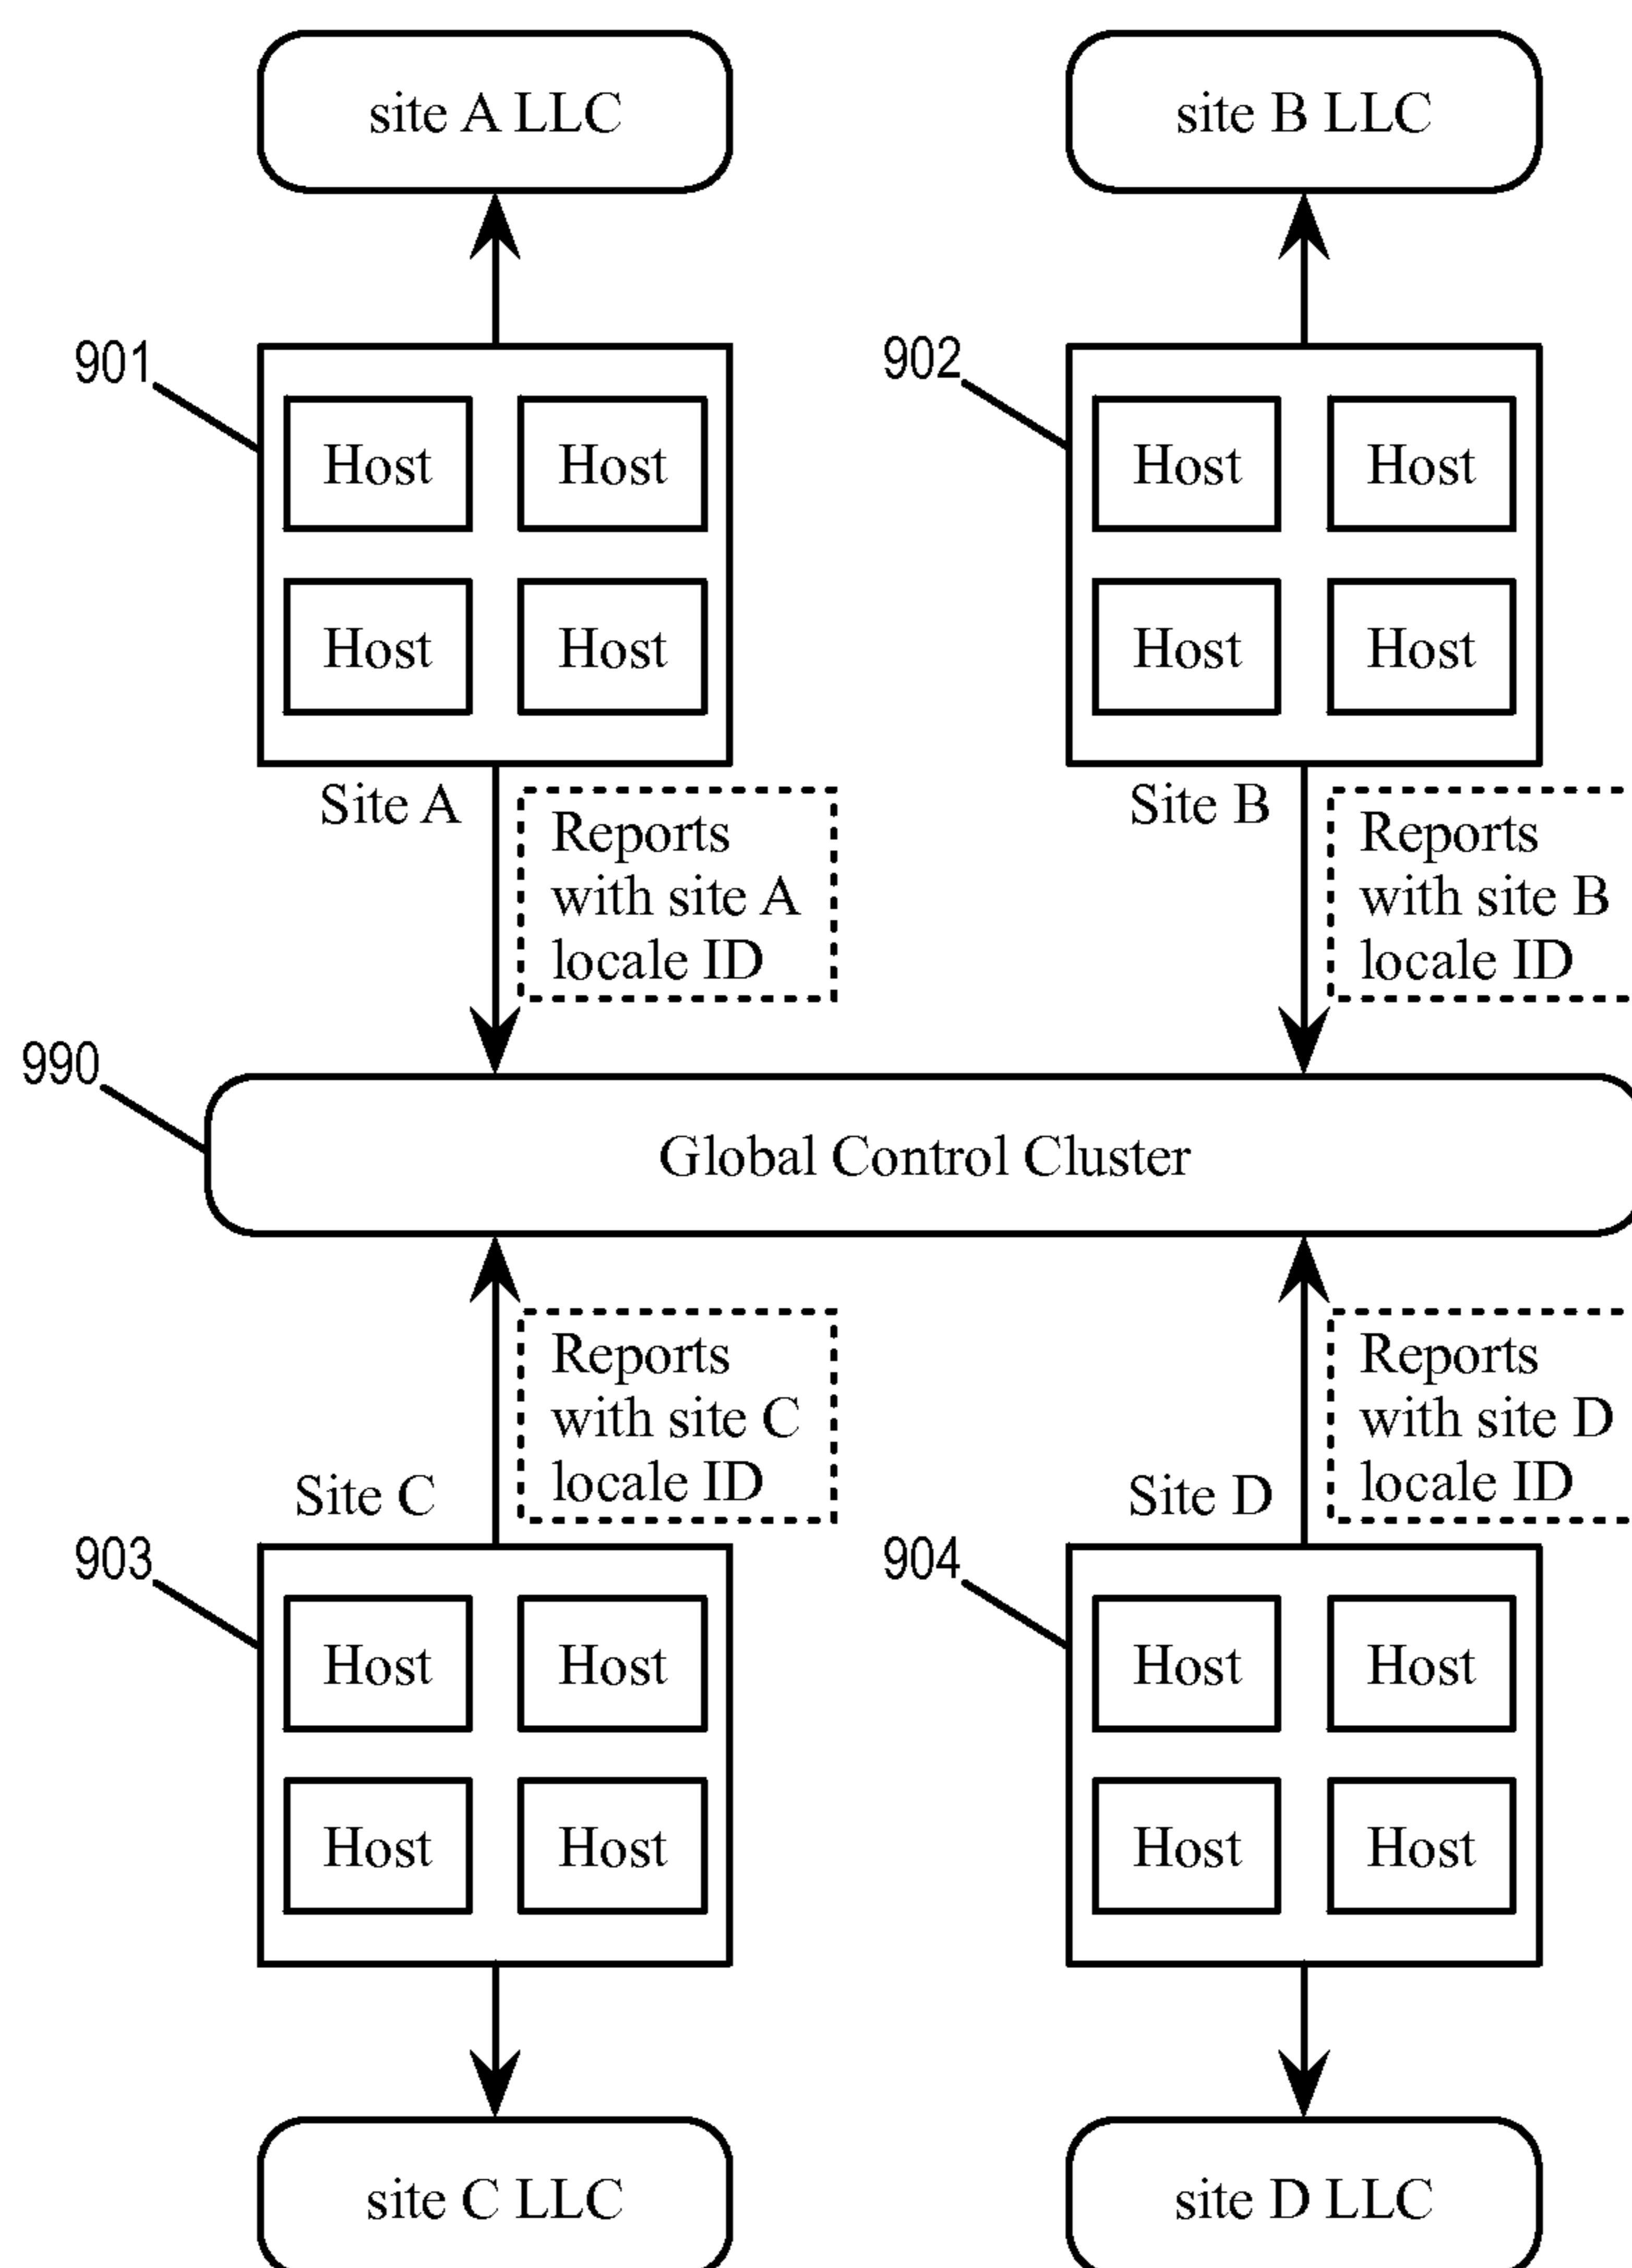 site A LLC
site B LLC
901
902
Host Host
Host Host
Host Host
Host Host
Site A
Reports
with site A
locale ID
Site B
Reports
with site B
locale ID
990
Global Control Cluster
Reports
with site C
locale ID
Site C
Reports
with site D
locale ID
Site D
903
904
Host Host
Host Host
Host Host
Host Host
site C LLC
site D LLC